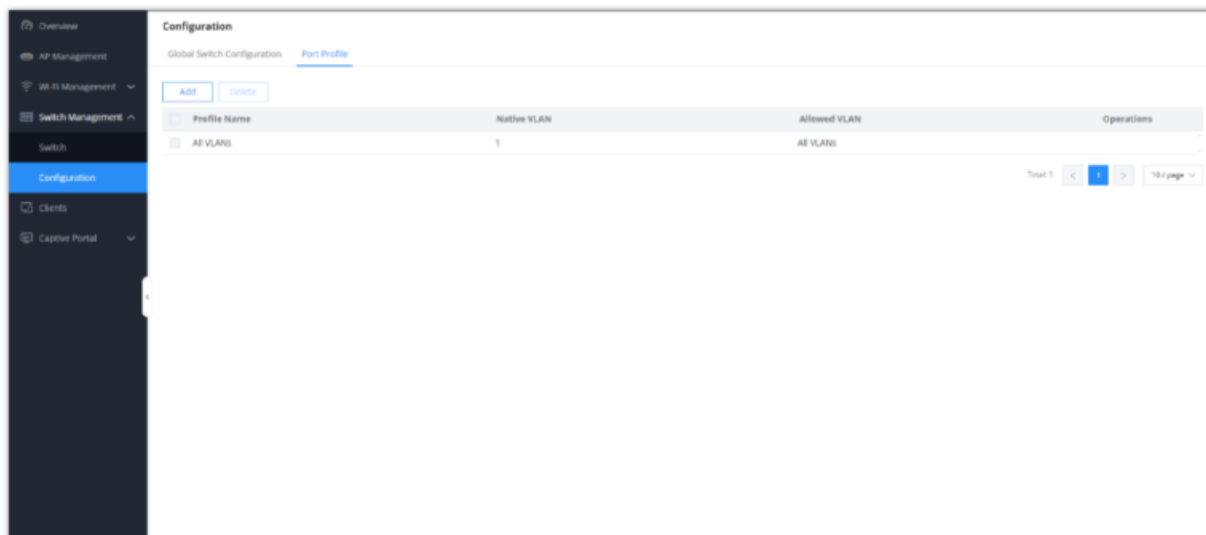 Overview
AP Management
Wi-Fi Management
Switch Management
Switch
Configuration
Clients
Captive Portal
Configuration
Global Switch Configuration Port Profile
Add Delete
Profile Name Native VLAN Allowed VLAN Operations
All VLANs 1 All VLANs
Total: 1 < 1 > 10 / page